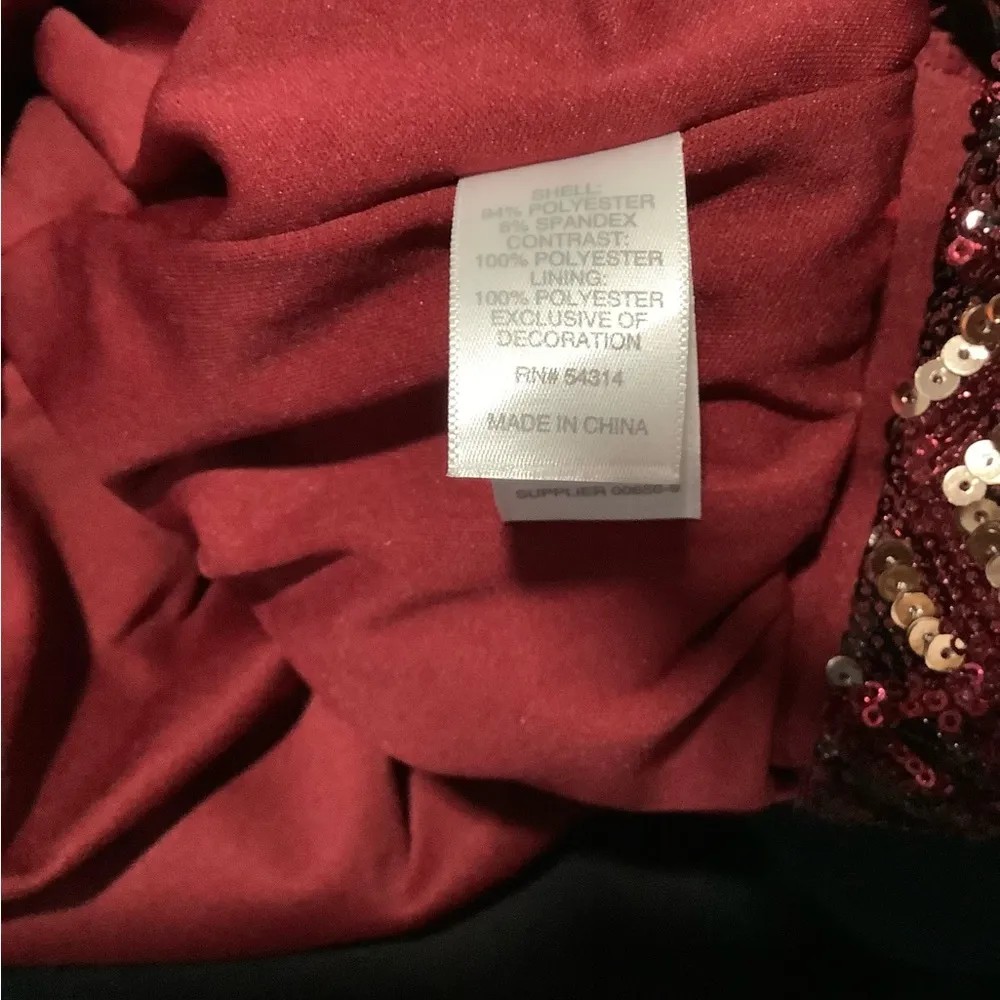 SHELL:
94% POLYESTER
6% SPANDEX
CONTRAST:
100% POLYESTER
LINING:
100% POLYESTER
EXCLUSIVE OF
DECORATION
RN# 54314
MADE IN CHINA
SUPPLIER